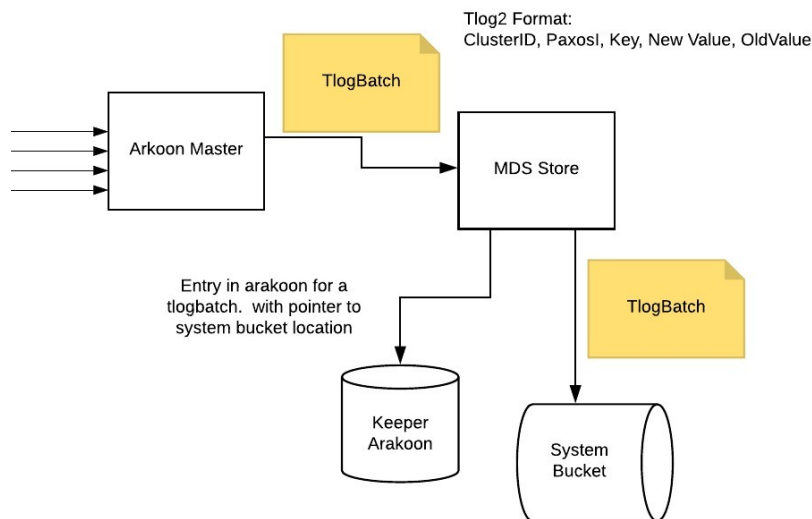 Tlog2 Format:
ClusterID, PaxosI, Key, New Value, OldValue
TlogBatch
Arkoon Master
MDS Store
Entry in arakoon for a
tlogbatch. with pointer to
system bucket location
TlogBatch
Keeper
Arakoon
System
Bucket